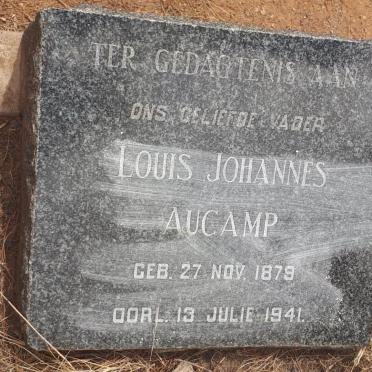 TER GEDAGTENIS AAN
ONS GELIEFDE VADER
LOUIS JOHANNES
AUCAMP
GEB. 27 NOV. 1879
OORL. 13 JULIE 1941.